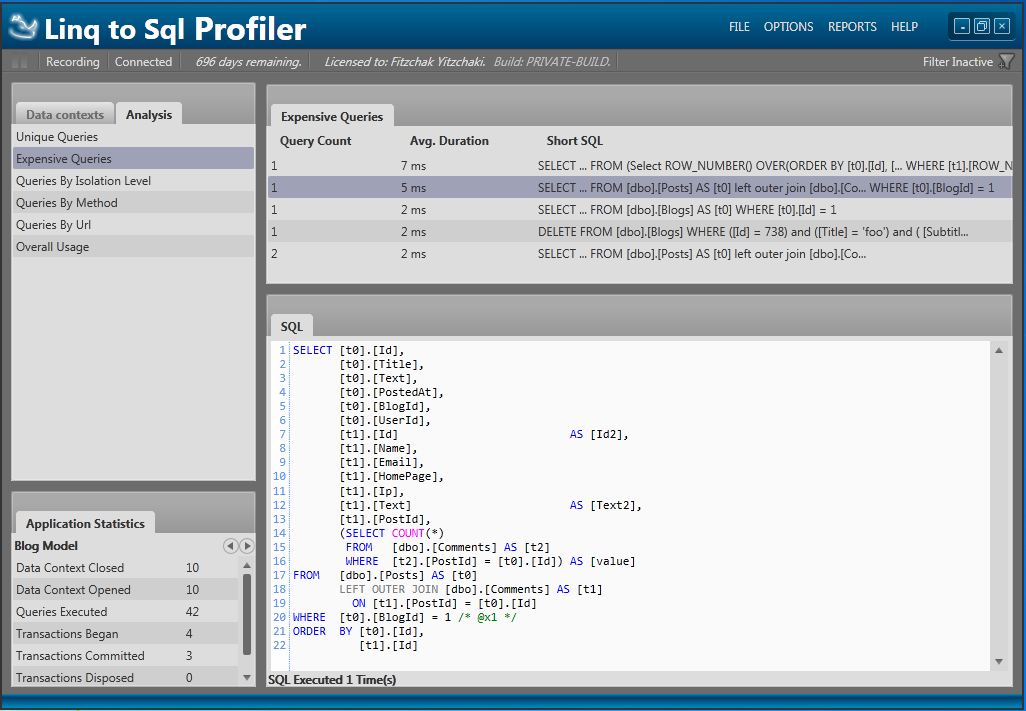 Linq to Sql Profiler
FILE OPTIONS REPORTS HELP
Recording Connected 696 days remaining. Licensed to: Fitzchak Yitzchaki. Build: PRIVATE-BUILD. Filter Inactive
Data contexts Analysis
Unique Queries
Expensive Queries
Queries By Isolation Level
Queries By Method
Queries By Url
Overall Usage
Application Statistics
Blog Model
Data Context Closed 10
Data Context Opened 10
Queries Executed 42
Transactions Began 4
Transactions Committed 3
Transactions Disposed 0
Expensive Queries
Query Count Avg. Duration Short SQL
1 7 ms SELECT ... FROM (Select ROW_NUMBER() OVER(ORDER BY [t0].[Id], [... WHERE [t1].[ROW_N
1 5 ms SELECT ... FROM [dbo].[Posts] AS [t0] left outer join [dbo].[Co... WHERE [t0].[BlogId] = 1
1 2 ms SELECT ... FROM [dbo].[Blogs] AS [t0] WHERE [t0].[Id] = 1
1 2 ms DELETE FROM [dbo].[Blogs] WHERE ([Id] = 738) and ([Title] = 'foo') and ( [Subtitl...
2 2 ms SELECT ... FROM [dbo].[Posts] AS [t0] left outer join [dbo].[Co...
SQL
1 SELECT [t0].[Id],
2 [t0].[Title],
3 [t0].[Text],
4 [t0].[PostedAt],
5 [t0].[BlogId],
6 [t0].[UserId],
7 [t1].[Id] AS [Id2],
8 [t1].[Name],
9 [t1].[Email],
10 [t1].[HomePage],
11 [t1].[Ip],
12 [t1].[Text] AS [Text2],
13 [t1].[PostId],
14 (SELECT COUNT(*)
15 FROM [dbo].[Comments] AS [t2]
16 WHERE [t2].[PostId] = [t0].[Id]) AS [value]
17 FROM [dbo].[Posts] AS [t0]
18 LEFT OUTER JOIN [dbo].[Comments] AS [t1]
19 ON [t1].[PostId] = [t0].[Id]
20 WHERE [t0].[BlogId] = 1 /* @x1 */
21 ORDER BY [t0].[Id],
22 [t1].[Id]
SQL Executed 1 Time(s)